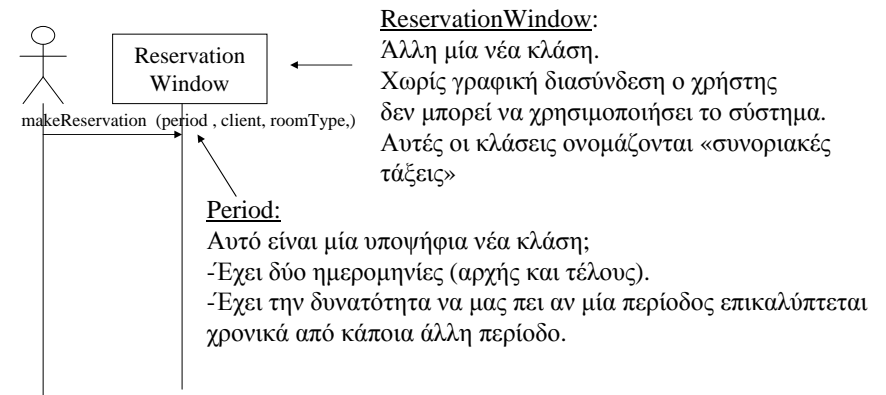 ReservationWindow:
Άλλη μία νέα κλάση.
Χωρίς γραφική διασύνδεση ο χρήστης
δεν μπορεί να χρησιμοποιήσει το σύστημα.
Αυτές οι κλάσεις ονομάζονται «συνοριακές
τάξεις»
Reservation
Window
makeReservation (period , client, roomType,)
Period:
Αυτό είναι μία υποψήφια νέα κλάση;
-Έχει δύο ημερομηνίες (αρχής και τέλους).
-Έχει την δυνατότητα να μας πει αν μία περίοδος επικαλύπτεται
χρονικά από κάποια άλλη περίοδο.